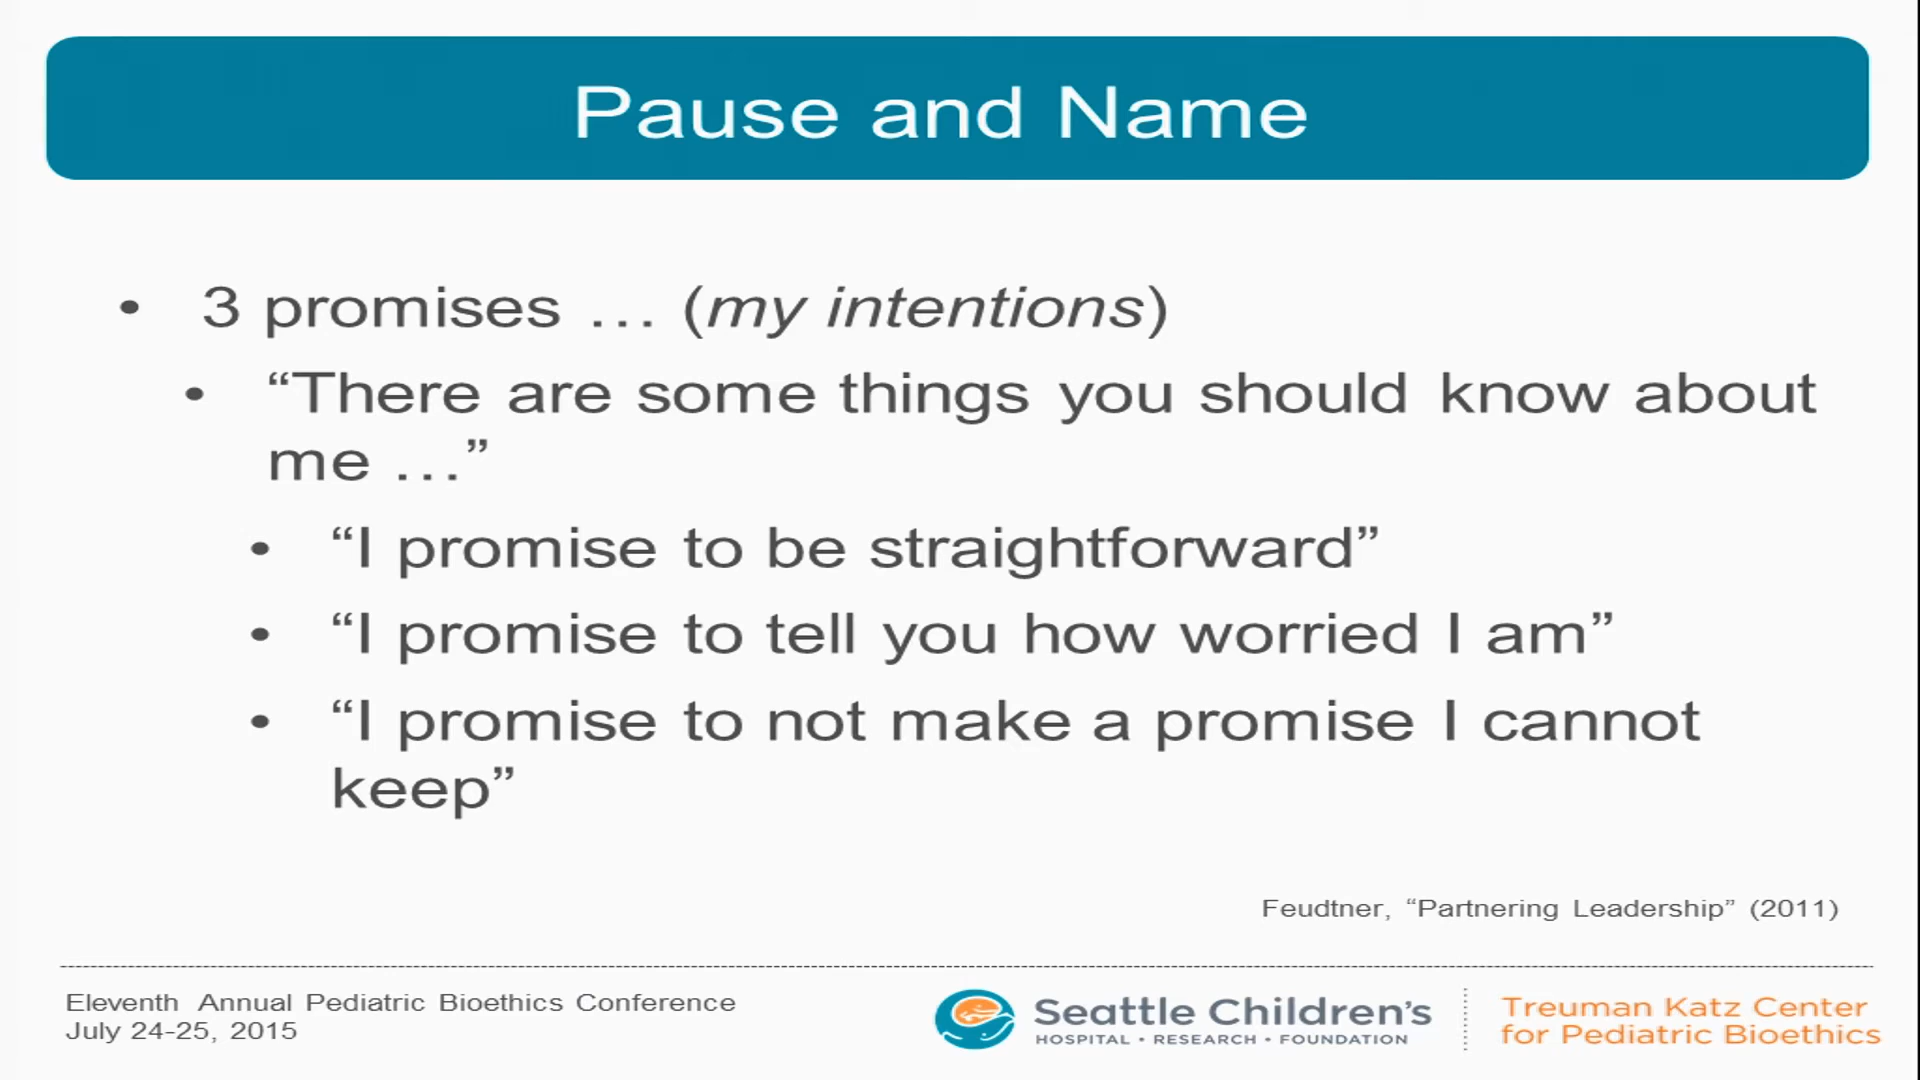 Pause and Name
• 3 promises … (my intentions)
• “There are some things you should know about
me …”
• “I promise to be straightforward”
• “I promise to tell you how worried I am”
• “I promise to not make a promise I cannot
keep”
Feudtner, “Partnering Leadership” (2011)
Eleventh Annual Pediatric Bioethics Conference
July 24-25, 2015
Seattle Children’s
HOSPITAL • RESEARCH • FOUNDATION
Treuman Katz Center
for Pediatric Bioethics